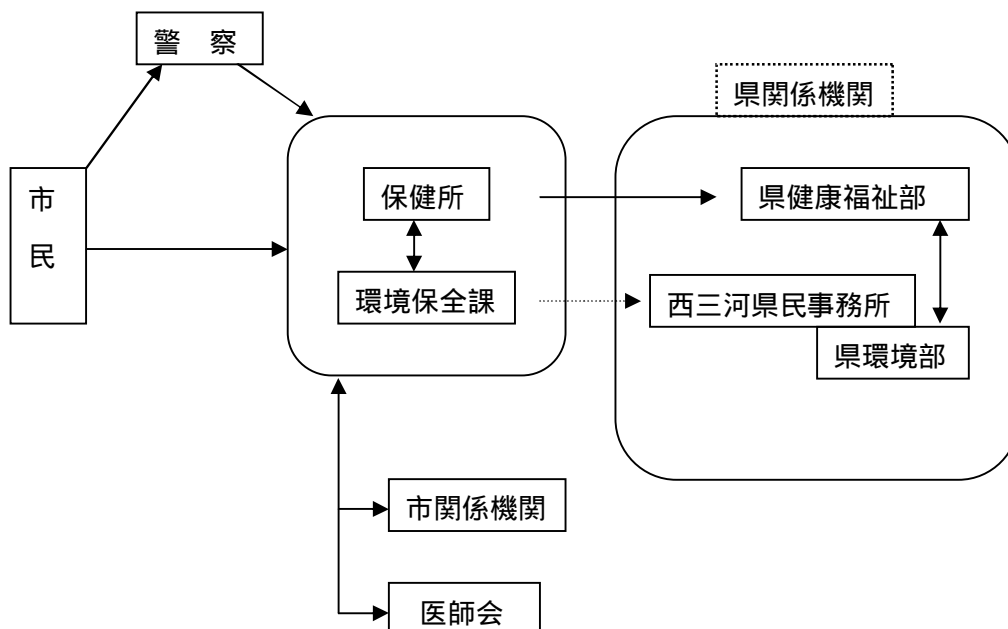 警　察
県関係機関
市
民
保健所
県健康福祉部
環境保全課
西三河県民事務所
県環境部
市関係機関
医師会